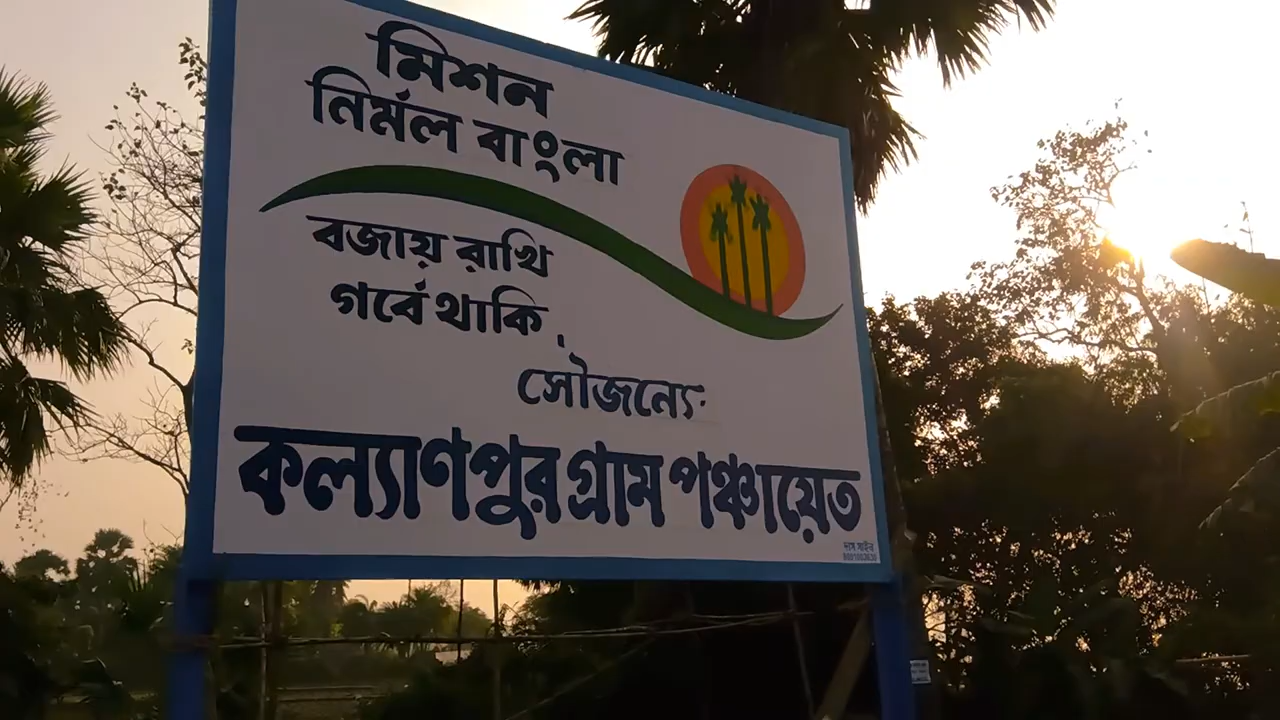 মিশন
নির্মল বাংলা
বজায় রাখি
গর্বে থাকি
সৌজন্যে
কল্যাণপুর গ্রাম পঞ্চায়েত